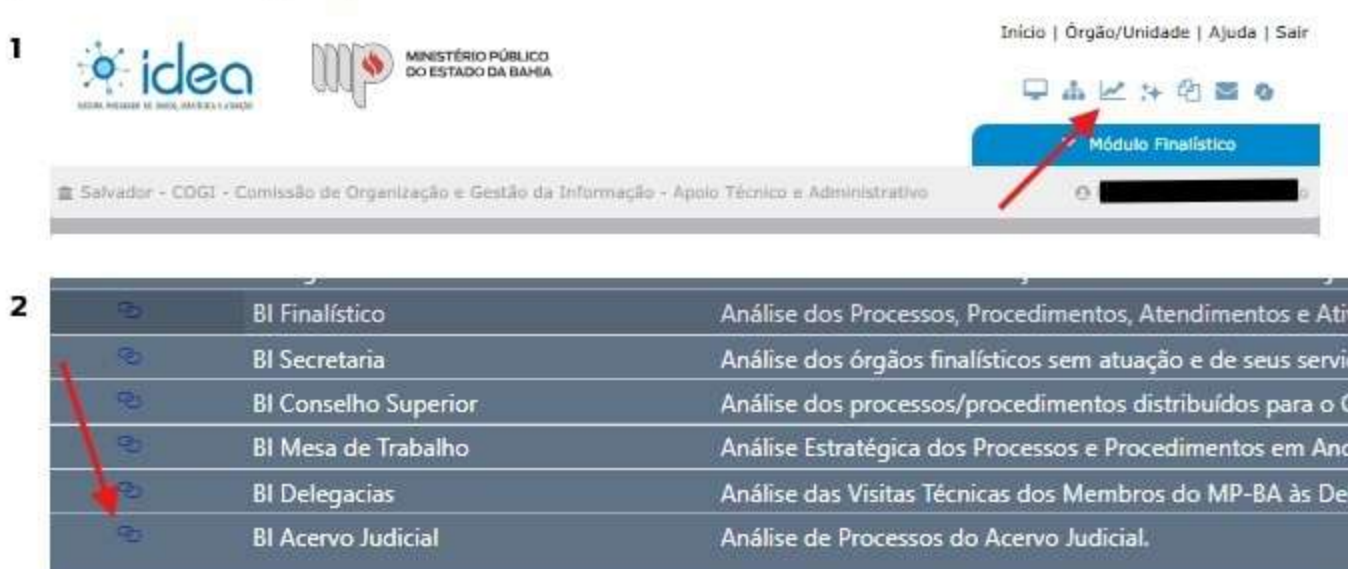 1
Início | Órgão/Unidade | Ajuda | Sair
idea
MINISTÉRIO PÚBLICO
DO ESTADO DA BAHIA
Módulo Finalístico
Salvador - COGI - Comissão de Organização e Gestão da Informação - Apoio Técnico e Administrativo
2
BI Finalístico Análise dos Processos, Procedimentos, Atendimentos e Ati
BI Secretaria Análise dos órgãos finalísticos sem atuação e de seus servi
BI Conselho Superior Análise dos processos/procedimentos distribuídos para o C
BI Mesa de Trabalho Análise Estratégica dos Processos e Procedimentos em And
BI Delegacias Análise das Visitas Técnicas dos Membros do MP-BA às De
BI Acervo Judicial Análise de Processos do Acervo Judicial.